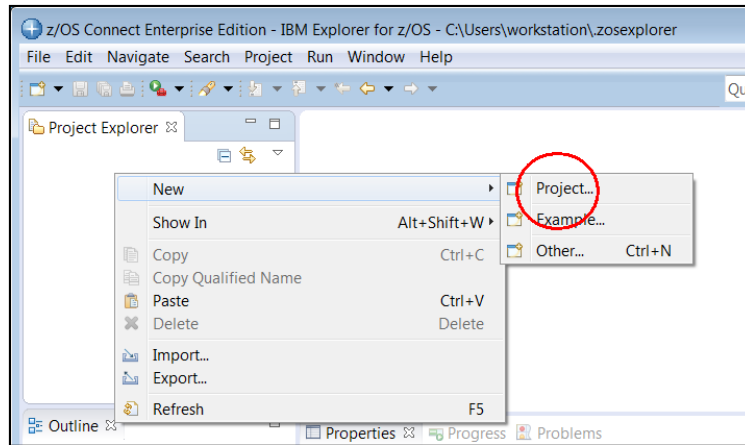 z/OS Connect Enterprise Edition - IBM Explorer for z/OS - C:\Users\workstation\.zosexplorer
File Edit Navigate Search Project Run Window Help
Qu
Project Explorer
New
Project...
Show In Alt+Shift+W
Example...
Copy Ctrl+C
Other... Ctrl+N
Copy Qualified Name
Paste Ctrl+V
Delete Delete
Import...
Export...
Refresh F5
Outline
Properties Progress Problems